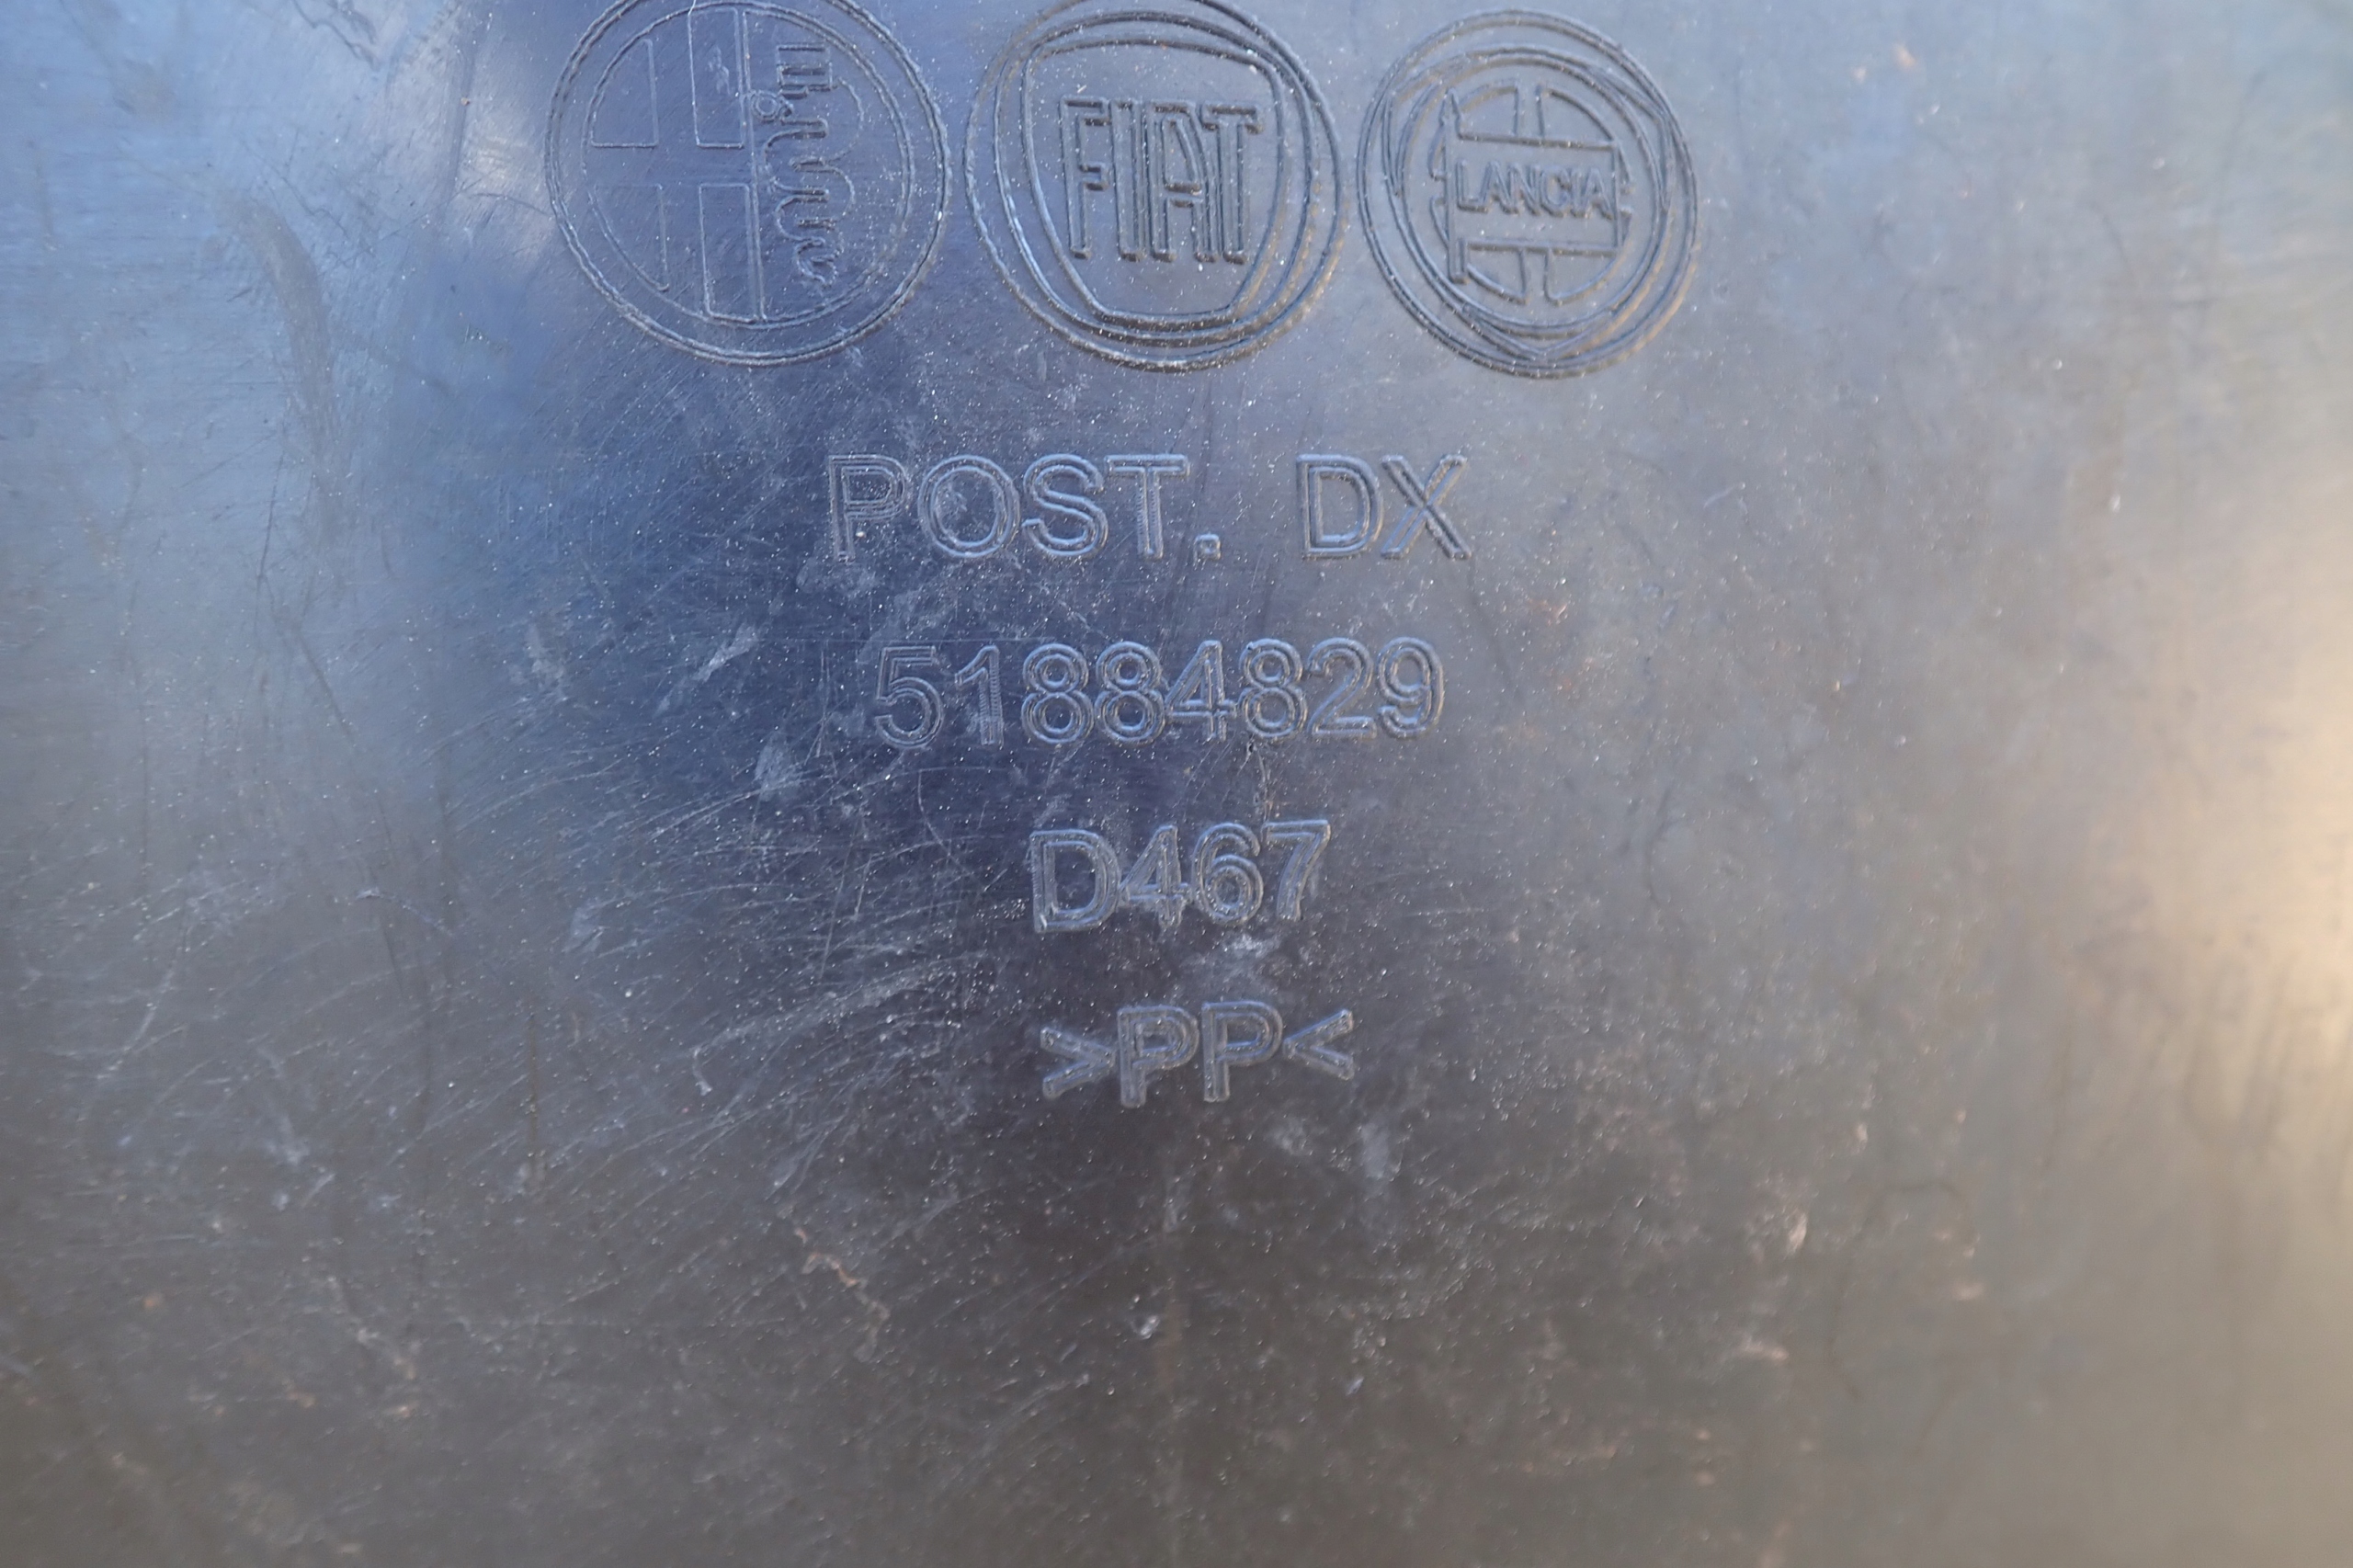 FIAT
LANCIA
POST. DX
51884829
D467
>PP<